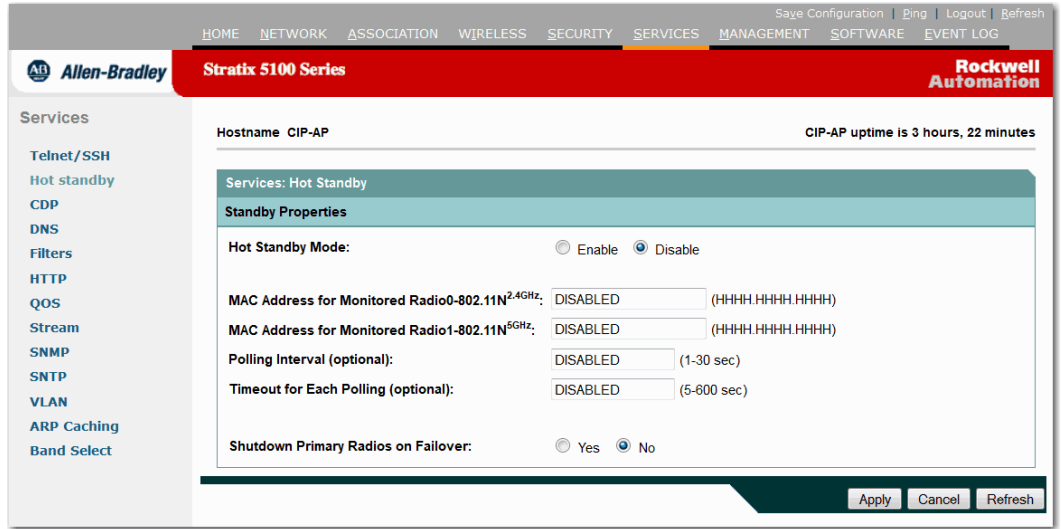 Save Configuration | Ping | Logout | Refresh
HOME NETWORK ASSOCIATION WIRELESS SECURITY SERVICES MANAGEMENT SOFTWARE EVENT LOG
AB Allen-Bradley
Stratix 5100 Series
Rockwell
Automation
Services
Telnet/SSH
Hot standby
CDP
DNS
Filters
HTTP
QOS
Stream
SNMP
SNTP
VLAN
ARP Caching
Band Select
Hostname CIP-AP
CIP-AP uptime is 3 hours, 22 minutes
Services: Hot Standby
Standby Properties
Hot Standby Mode: Enable Disable
MAC Address for Monitored Radio0-802.11N2.4GHz: DISABLED (HHHH.HHHH.HHHH)
MAC Address for Monitored Radio1-802.11N5GHz: DISABLED (HHHH.HHHH.HHHH)
Polling Interval (optional): DISABLED (1-30 sec)
Timeout for Each Polling (optional): DISABLED (5-600 sec)
Shutdown Primary Radios on Failover: Yes No
Apply Cancel Refresh